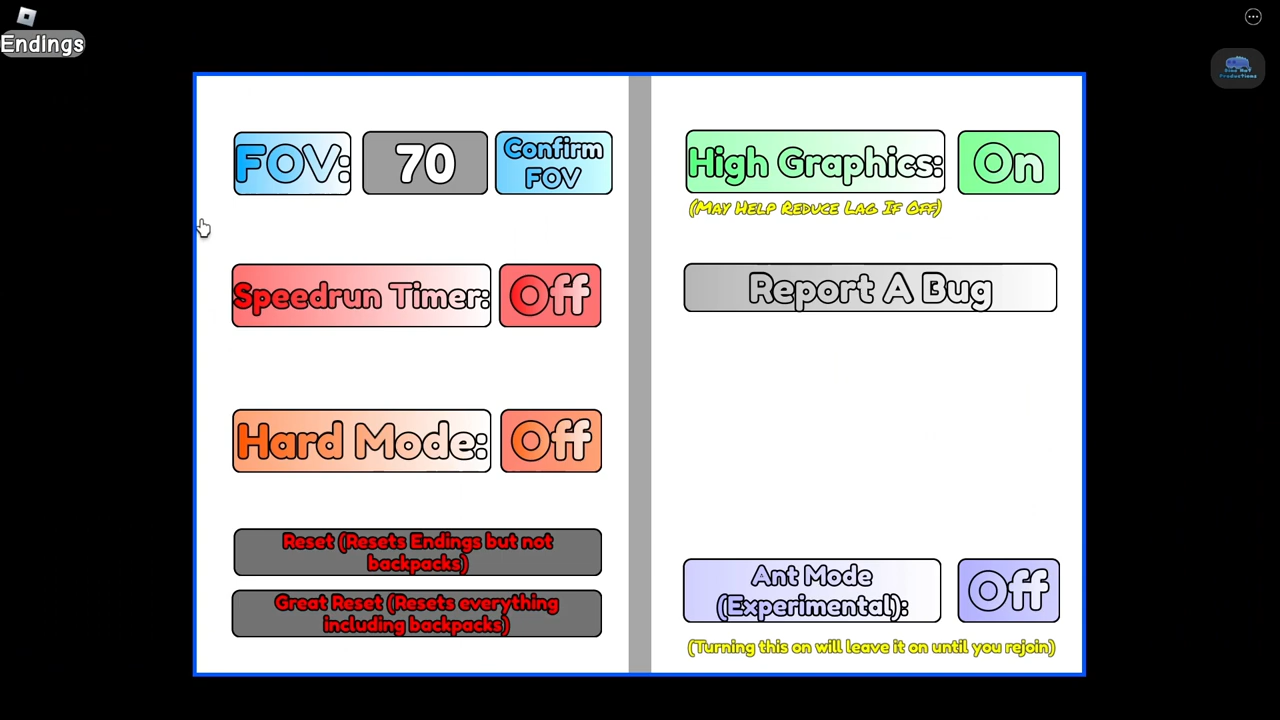 Endings
FOV:
70
Confirm
FOV
Speedrun Timer:
Off
Hard Mode:
Off
Reset (Resets Endings but not
backpacks)
Great Reset (Resets everything
including backpacks)
High Graphics:
On
(May Help Reduce Lag If Off)
Report A Bug
Ant Mode
(Experimental):
Off
(Turning this on will leave it on until you rejoin)